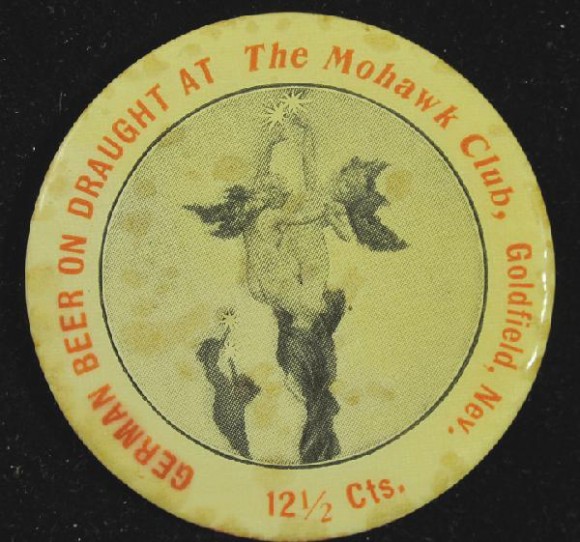 GERMAN BEER ON DRAUGHT AT The Mohawk Club, Goldfield, Nev.
12½ Cts.